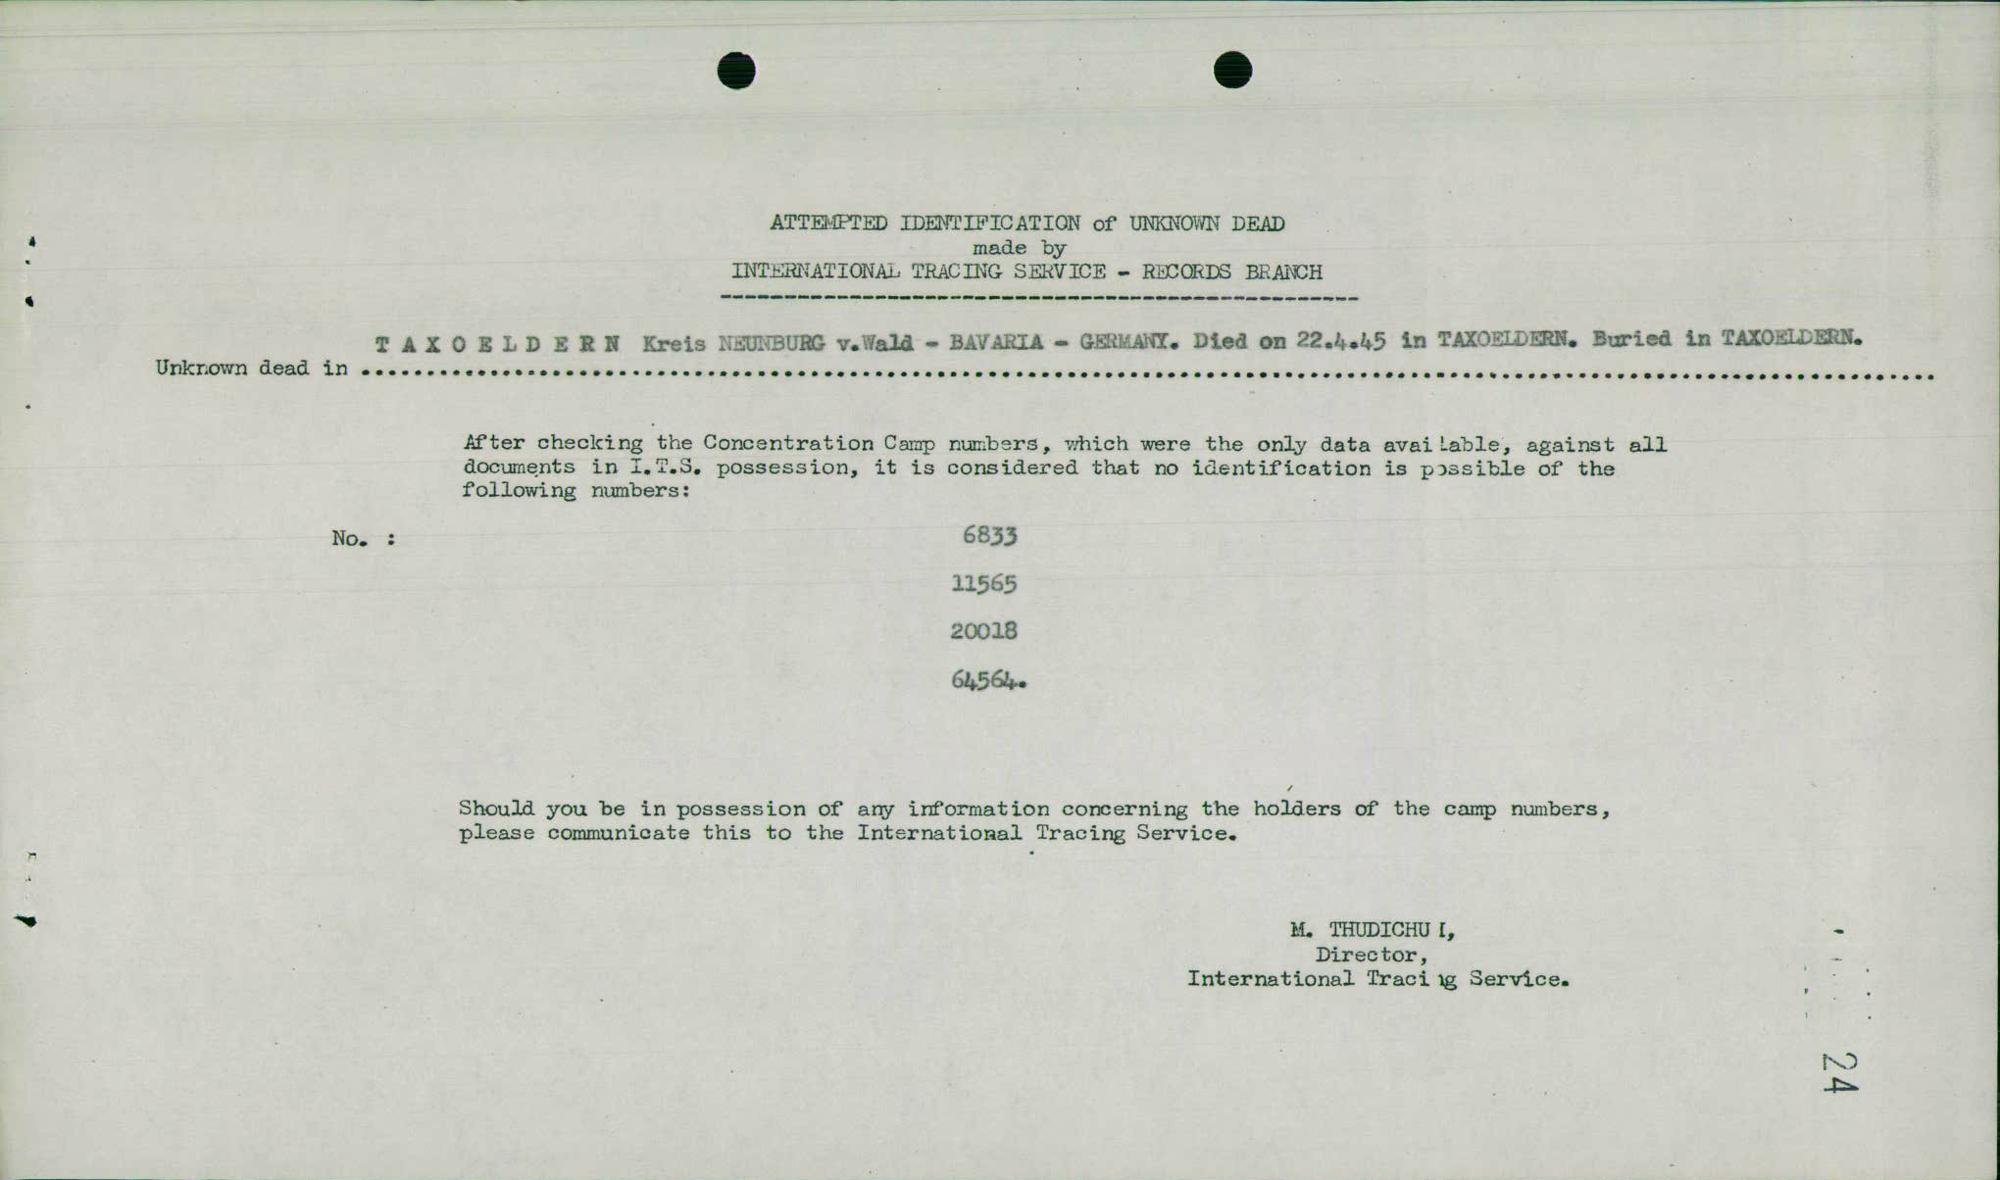 ATTEMPTED IDENTIFICATION of UNKNOWN DEAD
made by
INTERNATIONAL TRACING SERVICE - RECORDS BRANCH
T A X O E L D E R N Kreis NEUNBURG v.Wald - BAVARIA - GERMANY. Died on 22.4.45 in TAXOELDERN. Buried in TAXOELDERN.
Unknown dead in ........................................................................
After checking the Concentration Camp numbers, which were the only data available, against all
documents in I.T.S. possession, it is considered that no identification is possible of the
following numbers:
No. : 6833
11565
20018
64564.
Should you be in possession of any information concerning the holders of the camp numbers,
please communicate this to the International Tracing Service.
M. THUDICHUM,
Director,
International Tracing Service.
24